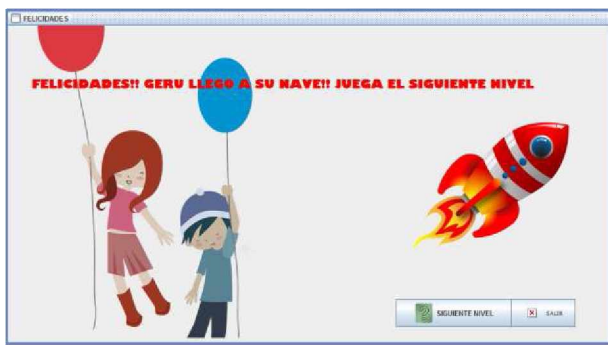 FELICIDADES
FELICIDADES!! GERU LLEGO A SU NAVE!! JUEGA EL SIGUIENTE NIVEL
SIGUIENTE NIVEL
SALIR